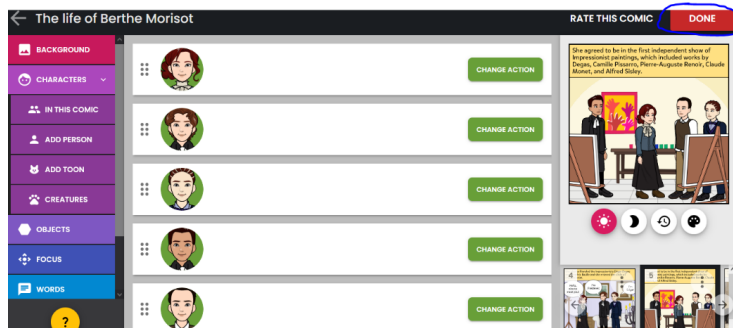 The life of Berthe Morisot
RATE THIS COMIC
DONE
BACKGROUND
CHARACTERS
IN THIS COMIC
ADD PERSON
ADD TOON
CREATURES
OBJECTS
FOCUS
WORDS
?
CHANGE ACTION
CHANGE ACTION
CHANGE ACTION
CHANGE ACTION
CHANGE ACTION
She agreed to be in the first independent show of
Impressionist paintings, which included works by
Degas, Camille Pissarro, Pierre-Auguste Renoir, Claude
Monet, and Alfred Sisley.
4
5